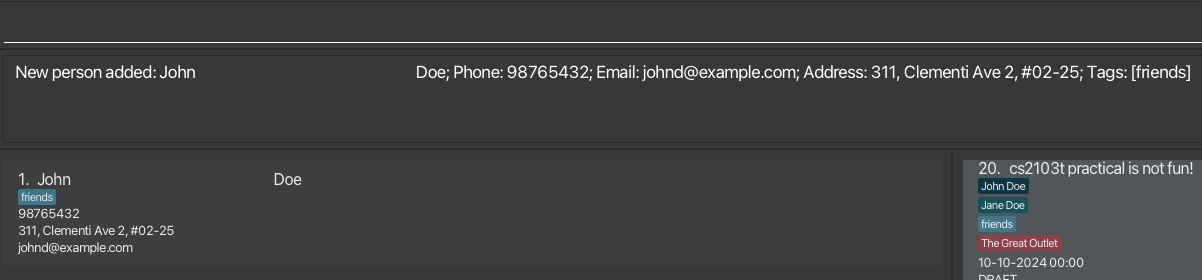 New person added: John                                        Doe; Phone: 98765432; Email: johnd@example.com; Address: 311, Clementi Ave 2, #02-25; Tags: [friends]
1. John                                        Doe
friends
98765432
311, Clementi Ave 2, #02-25
johnd@example.com
20. cs2103t practical is not fun!
John Doe
Jane Doe
friends
The Great Outlet
10-10-2024 00:00
DRAFT